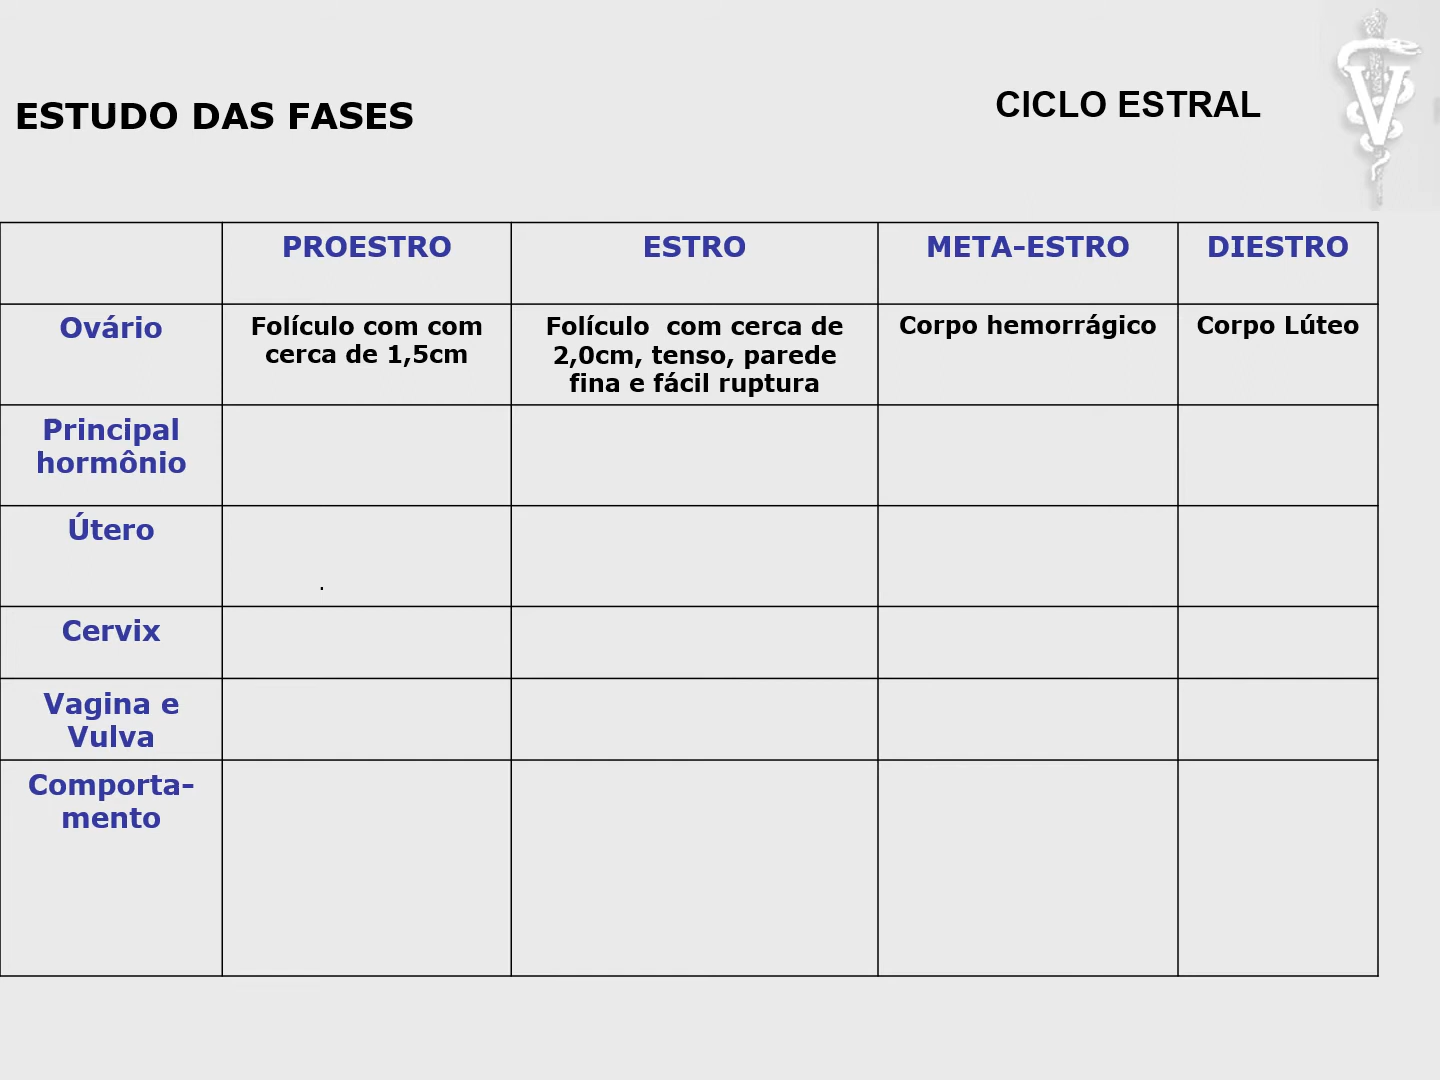 ESTUDO DAS FASES
CICLO ESTRAL
V
PROESTRO
ESTRO
META-ESTRO
DIESTRO
Ovário
Folículo com com
cerca de 1,5cm
Folículo  com cerca de
2,0cm, tenso, parede
fina e fácil ruptura
Corpo hemorrágico
Corpo Lúteo
Principal
hormônio
Útero
.
Cervix
Vagina e
Vulva
Comporta-
mento